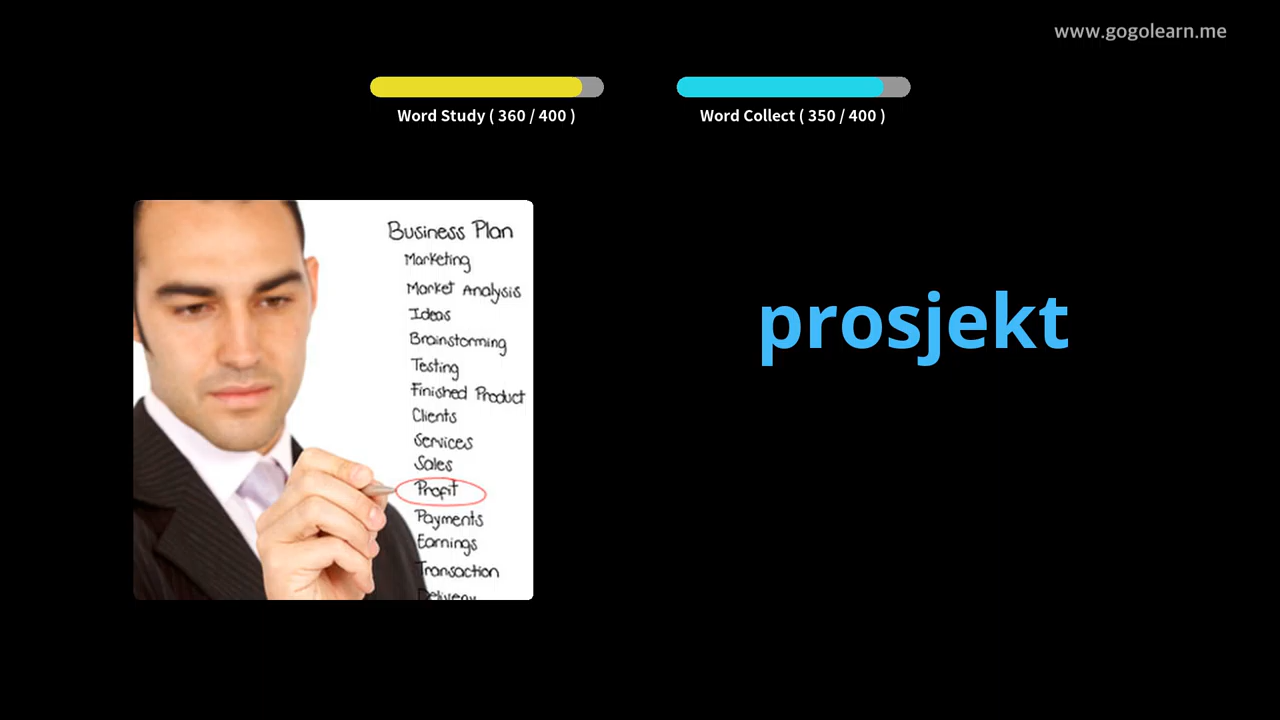 www.gogolearn.me
Word Study ( 360 / 400 )
Word Collect ( 350 / 400 )
Business Plan
Marketing
Market Analysis
Ideas
Brainstorming
Testing
Finished Product
Clients
Services
Sales
Profit
Payments
Earnings
Transaction
Delivery
prosjekt